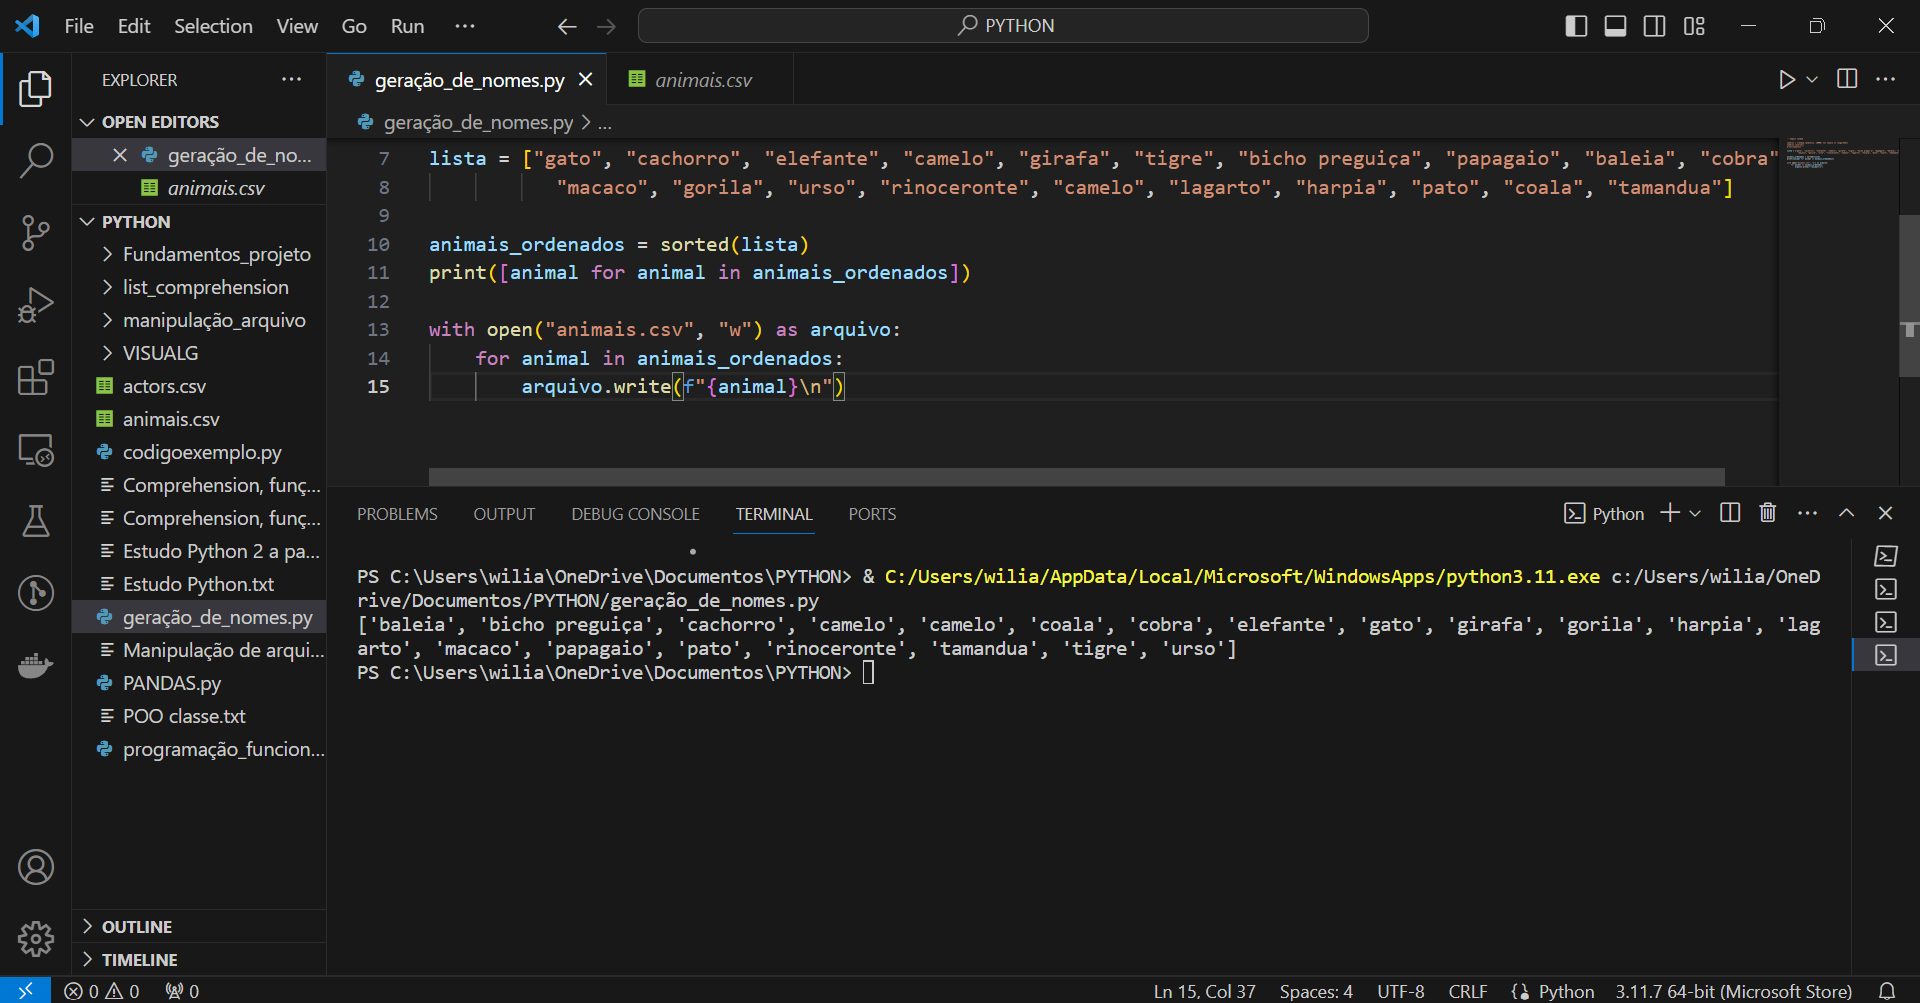 File Edit Selection View Go Run ··· PYTHON
EXPLORER
OPEN EDITORS
geração_de_no...
animais.csv
PYTHON
Fundamentos_projeto
list_comprehension
manipulação_arquivo
VISUALG
actors.csv
animais.csv
codigoexemplo.py
Comprehension, funç...
Comprehension, funç...
Estudo Python 2 a pa...
Estudo Python.txt
geração_de_nomes.py
Manipulação de arqui...
PANDAS.py
POO classe.txt
programação_funcion...
OUTLINE
TIMELINE
geração_de_nomes.py animais.csv
geração_de_nomes.py > ...
7 lista = ["gato", "cachorro", "elefante", "camelo", "girafa", "tigre", "bicho preguiça", "papagaio", "baleia", "cobra"
8 "macaco", "gorila", "urso", "rinoceronte", "camelo", "lagarto", "harpia", "pato", "coala", "tamandua"]
9
10 animais_ordenados = sorted(lista)
11 print([animal for animal in animais_ordenados])
12
13 with open("animais.csv", "w") as arquivo:
14 for animal in animais_ordenados:
15 arquivo.write(f"{animal}\n")
PROBLEMS OUTPUT DEBUG CONSOLE TERMINAL PORTS Python
PS C:\Users\wilia\OneDrive\Documentos\PYTHON> & C:/Users/wilia/AppData/Local/Microsoft/WindowsApps/python3.11.exe c:/Users/wilia/OneD
rive/Documentos/PYTHON/geração_de_nomes.py
['baleia', 'bicho preguiça', 'cachorro', 'camelo', 'camelo', 'coala', 'cobra', 'elefante', 'gato', 'girafa', 'gorila', 'harpia', 'lag
arto', 'macaco', 'papagaio', 'pato', 'rinoceronte', 'tamandua', 'tigre', 'urso']
PS C:\Users\wilia\OneDrive\Documentos\PYTHON>
0 0 0 Ln 15, Col 37 Spaces: 4 UTF-8 CRLF Python 3.11.7 64-bit (Microsoft Store)